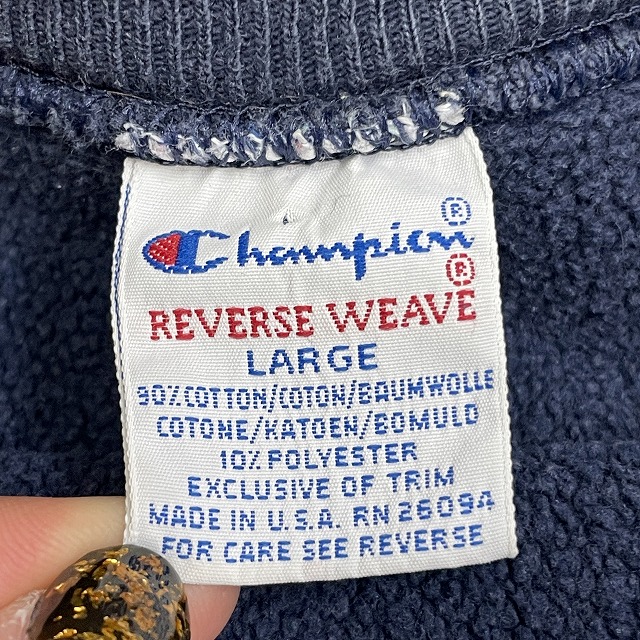 Champion®
REVERSE WEAVE®
LARGE
90% COTTON/COTON/BAUMWOLLE
COTONE/KATOEN/BOMULD
10% POLYESTER
EXCLUSIVE OF TRIM
MADE IN U.S.A. RN 26094
FOR CARE SEE REVERSE